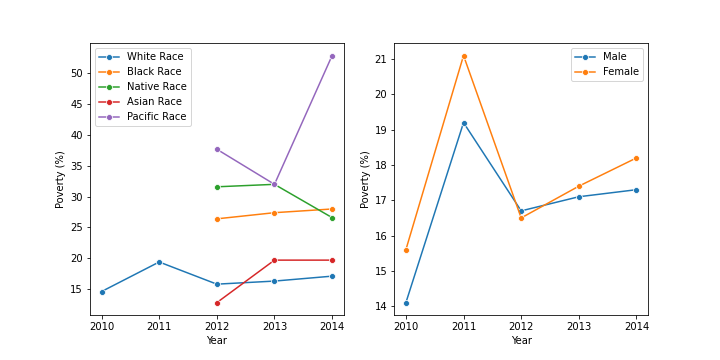 White Race
Black Race
Native Race
Asian Race
Pacific Race
50
45
40
35
30
25
20
15
Poverty (%)
2010 2011 2012 2013 2014
Year
Male
Female
21
20
19
18
17
16
15
14
Poverty (%)
2010 2011 2012 2013 2014
Year